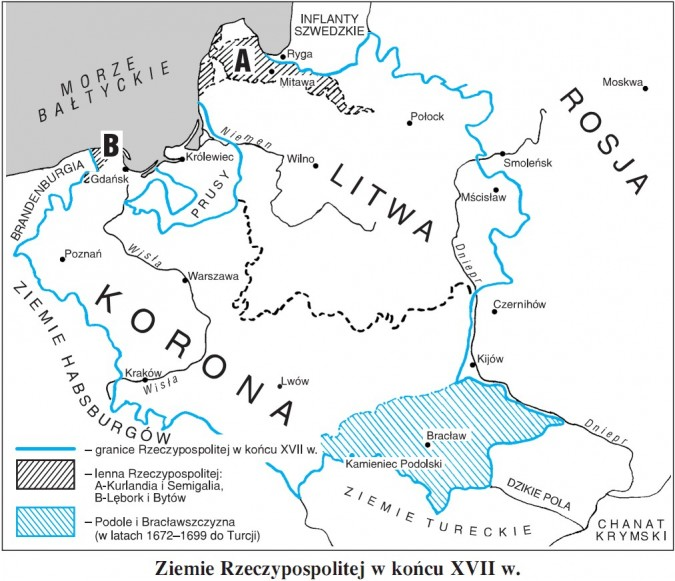 INFLANTY
SZWEDZKIE
MORZE
BAŁTYCKIE
A
Ryga
Mitawa
Moskwa
ROSJA
Połock
B
Niemen
Królewiec
Wilno
Smoleńsk
Gdańsk
PRUSY
LITWA
Mścisław
BRANDENBURGIA
Dniepr
Poznań
Wisła
Warszawa
Czernihów
ZIEMIE HABSBURGÓW
KORONA
Kijów
Kraków
Wisła
Lwów
Dniepr
Bracław
Kamieniec Podolski
DZIKIE POLA
ZIEMIE TURECKIE
CHANAT
KRYMSKI
– granice Rzeczypospolitej w końcu XVII w.
– lenna Rzeczypospolitej:
A-Kurlandia i Semigalia,
B-Lębork i Bytów
– Podole i Bracławszczyzna
(w latach 1672–1699 do Turcji)
Ziemie Rzeczypospolitej w końcu XVII w.